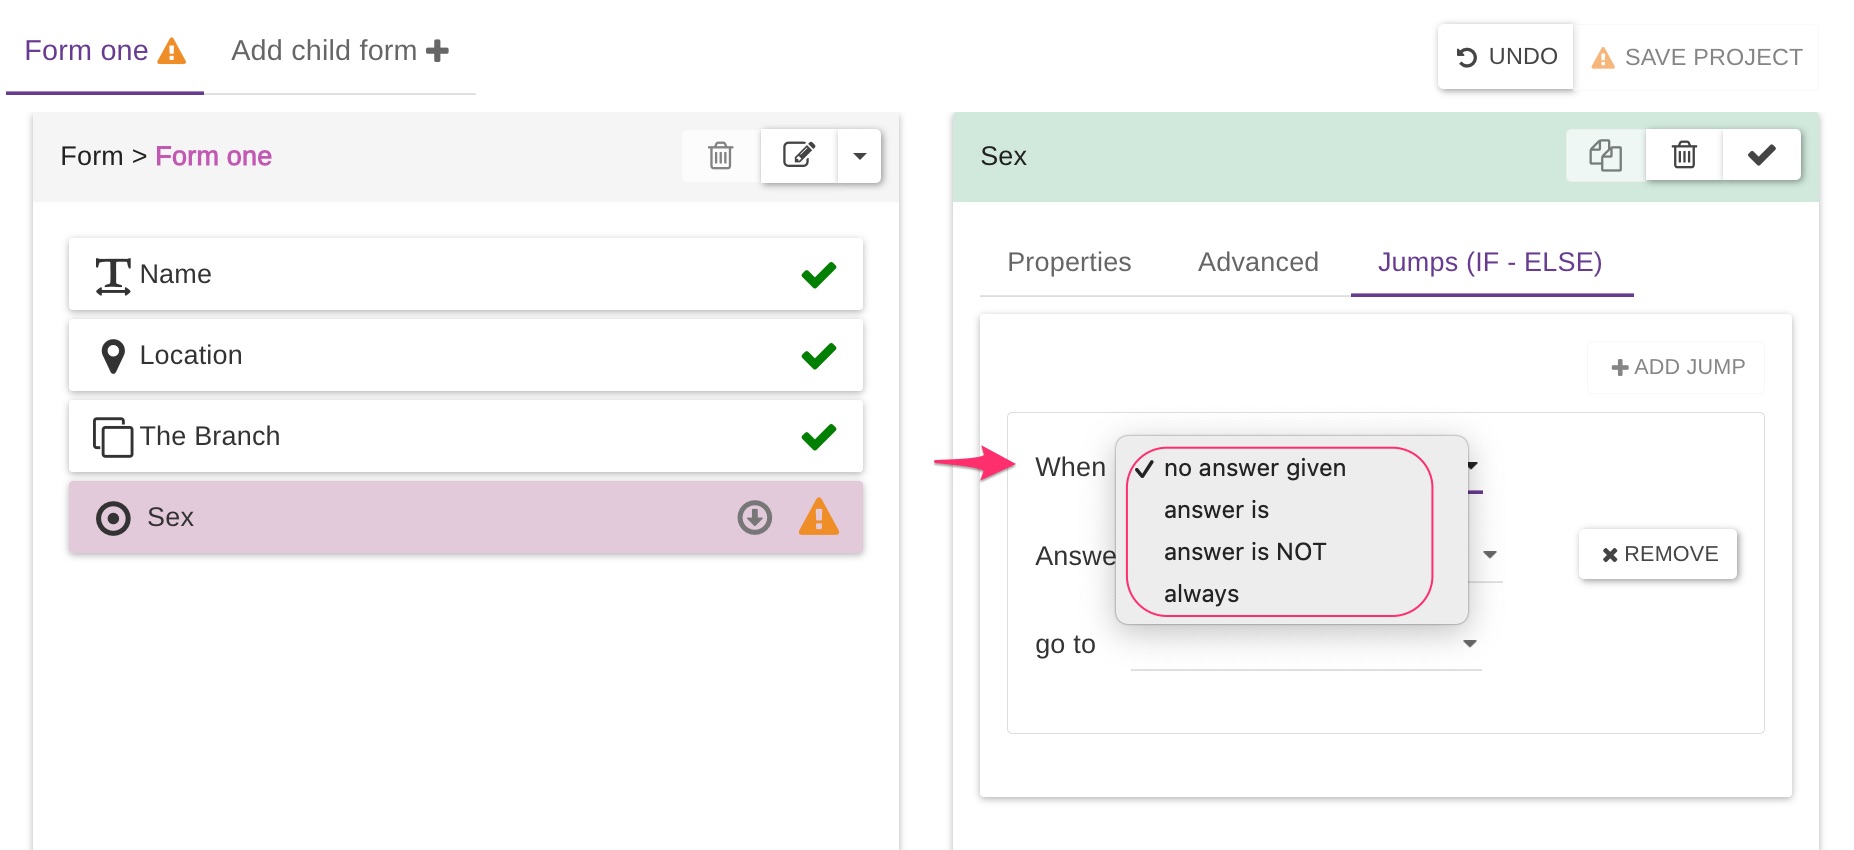 Form one
Add child form
UNDO
SAVE PROJECT
Form > Form one
Name
Location
The Branch
Sex
Sex
Properties
Advanced
Jumps (IF - ELSE)
ADD JUMP
When
no answer given
answer is
answer is NOT
always
Answe
REMOVE
go to